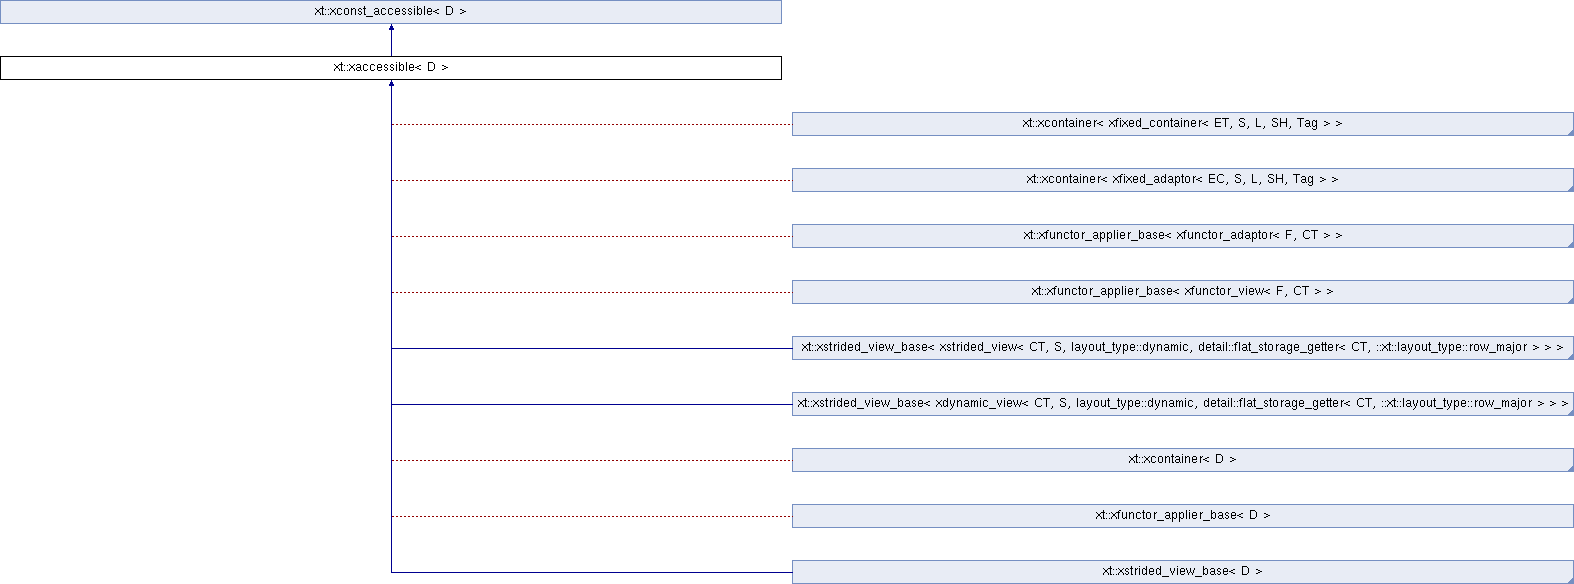 xt::xconst_accessible< D >
xt::xaccessible< D >
xt::xcontainer< xfixed_container< ET, S, L, SH, Tag > >
xt::xcontainer< xfixed_adaptor< EC, S, L, SH, Tag > >
xt::xfunctor_applier_base< xfunctor_adaptor< F, CT > >
xt::xfunctor_applier_base< xfunctor_view< F, CT > >
xt::xstrided_view_base< xstrided_view< CT, S, layout_type::dynamic, detail::flat_storage_getter< CT, ::xt::layout_type::row_major > > >
xt::xstrided_view_base< xdynamic_view< CT, S, layout_type::dynamic, detail::flat_storage_getter< CT, ::xt::layout_type::row_major > > >
xt::xcontainer< D >
xt::xfunctor_applier_base< D >
xt::xstrided_view_base< D >